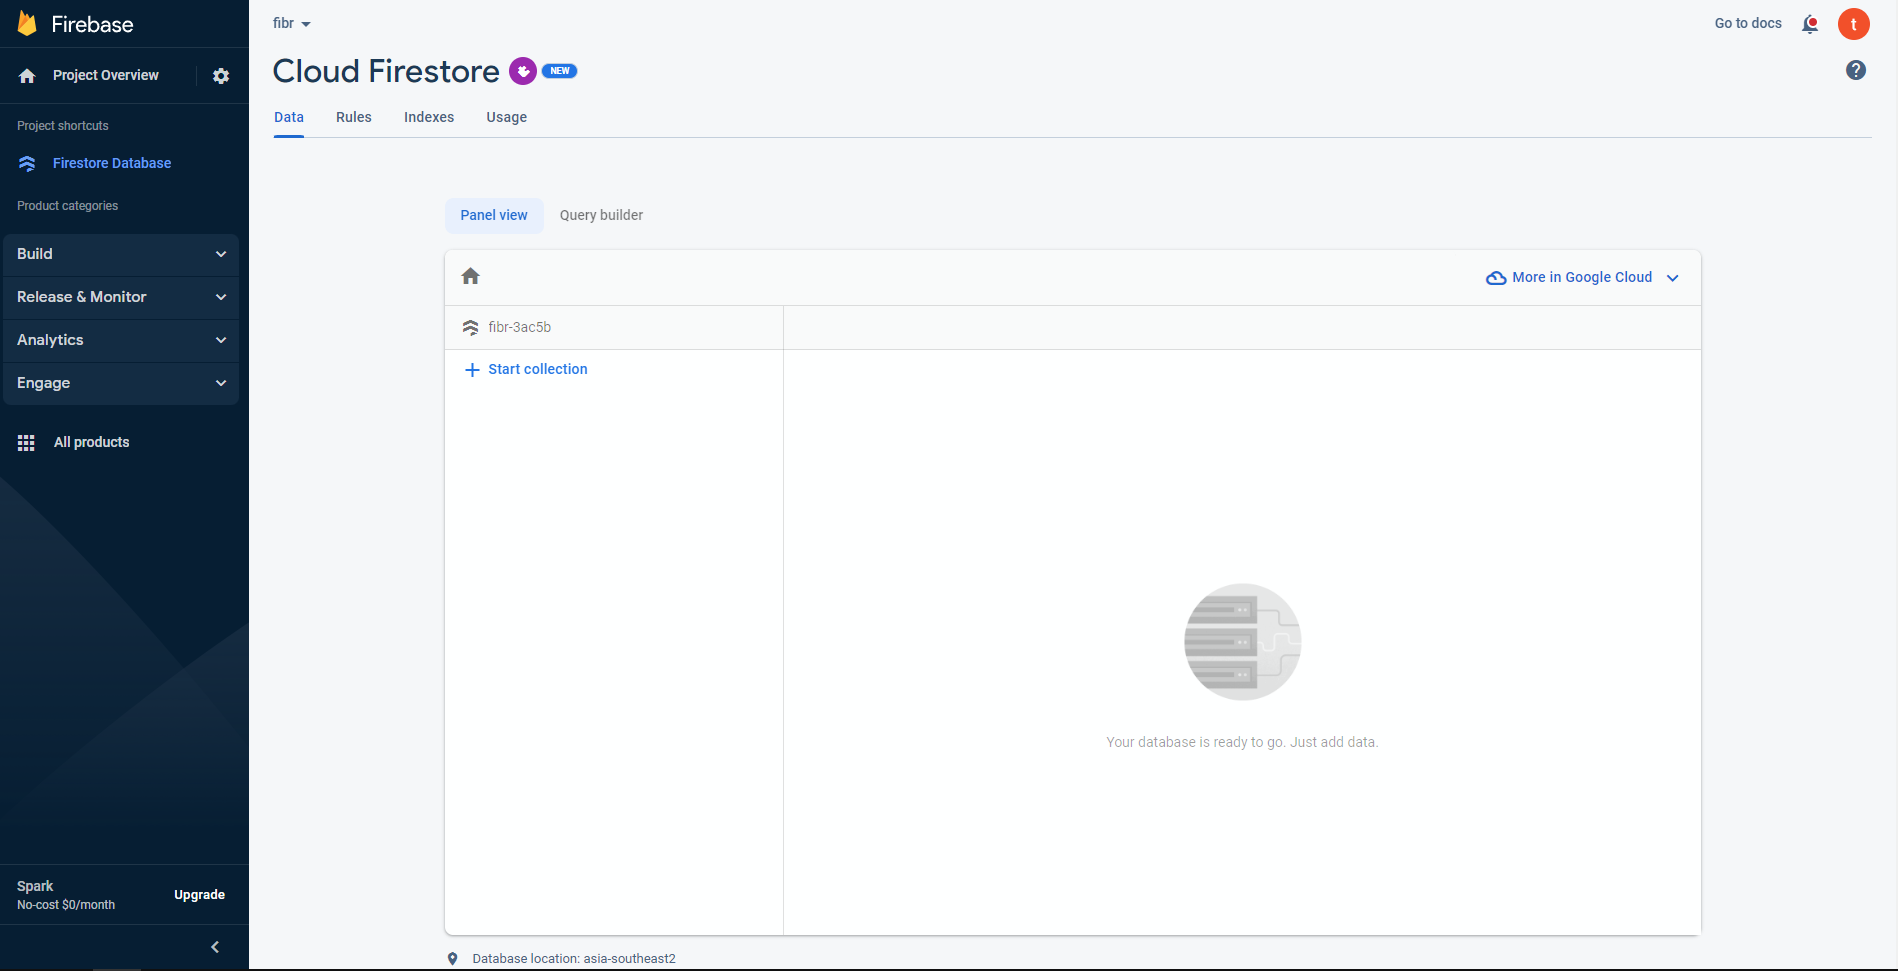 Firebase
Project Overview
Project shortcuts
Firestore Database
Product categories
Build
Release & Monitor
Analytics
Engage
All products
Spark
No-cost $0/month
Upgrade
fibr
Go to docs
t
Cloud Firestore
NEW
?
Data Rules Indexes Usage
Panel view Query builder
More in Google Cloud
fibr-3ac5b
Start collection
Your database is ready to go. Just add data.
Database location: asia-southeast2